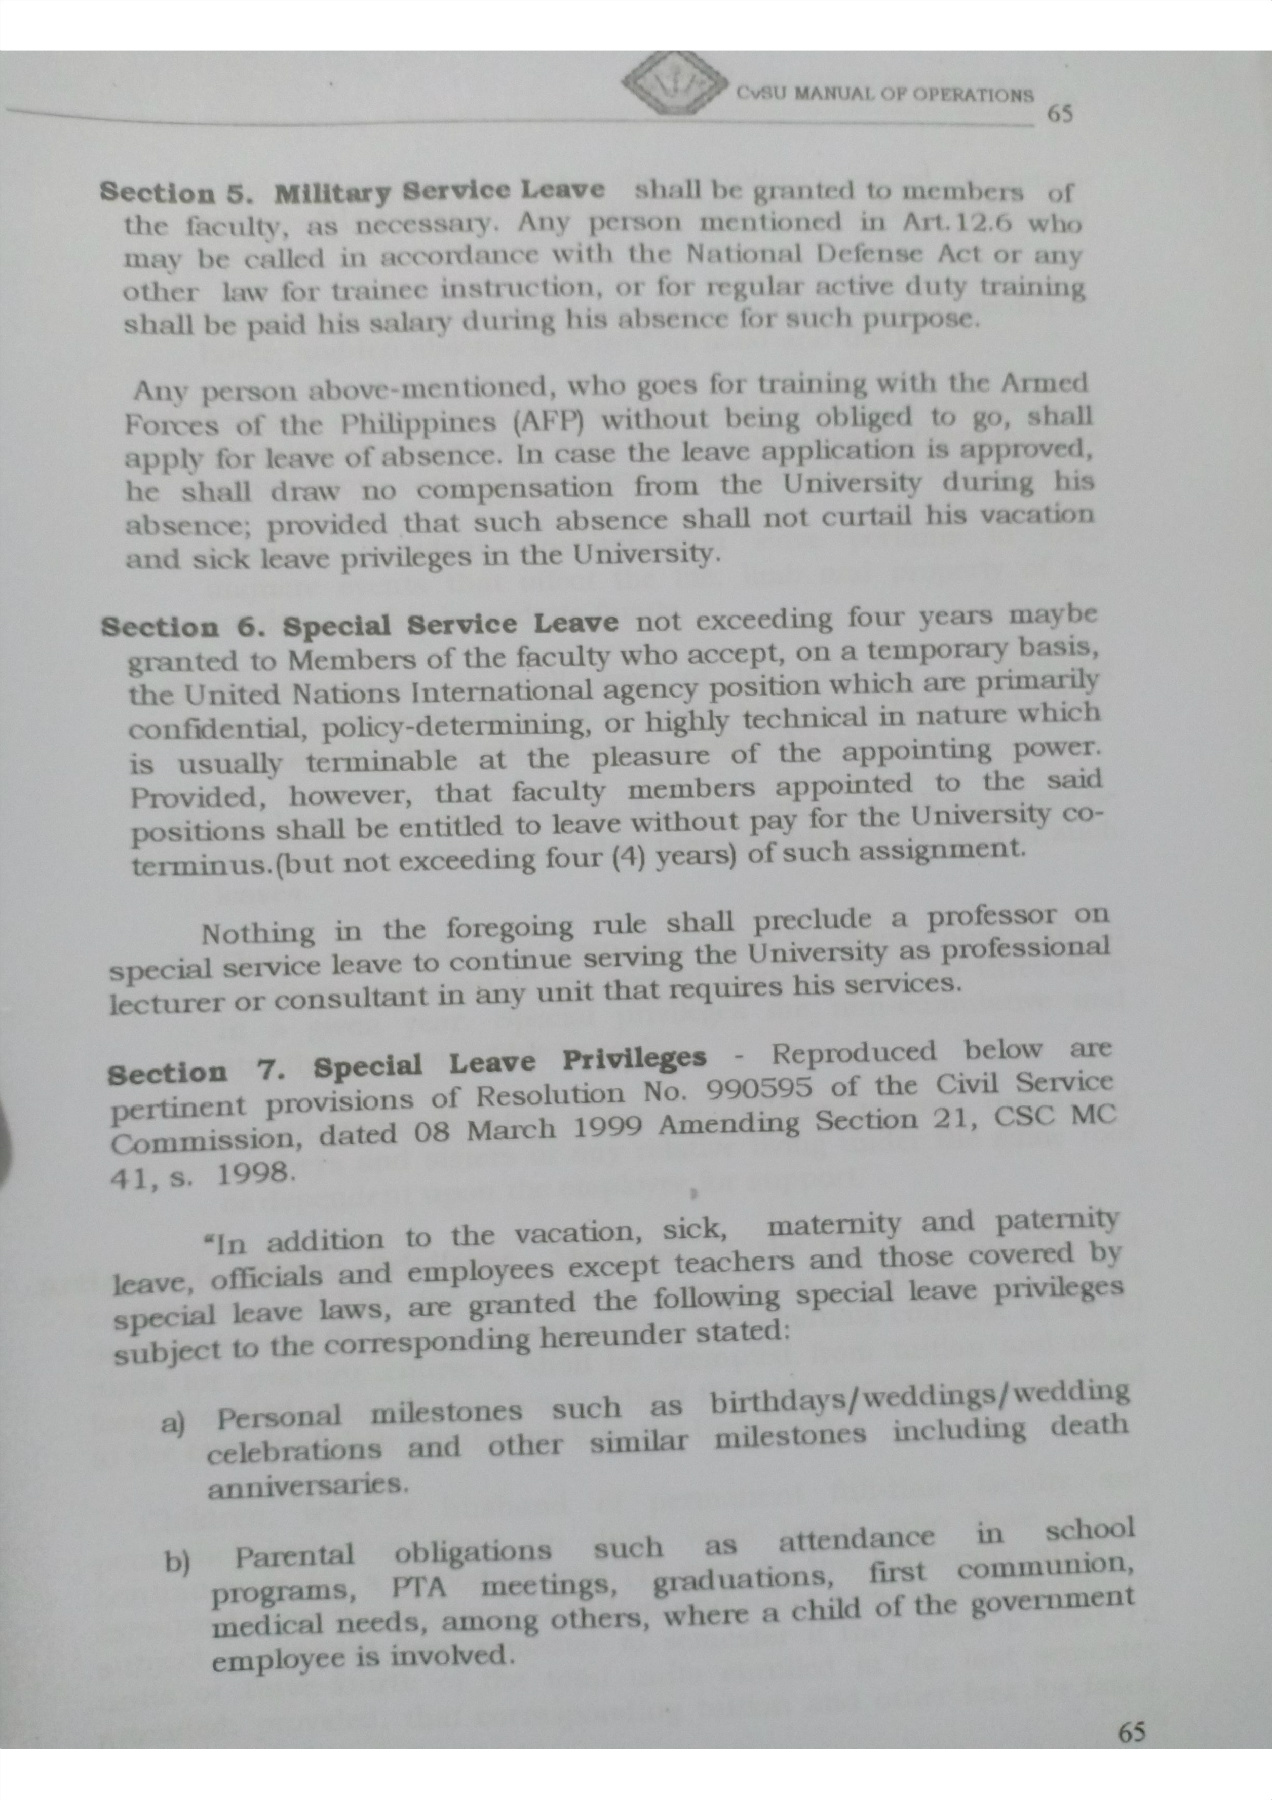 CvSU MANUAL OF OPERATIONS
65
Section 5. Military Service Leave shall be granted to members of
the faculty, as necessary. Any person mentioned in Art.12.6 who
may be called in accordance with the National Defense Act or any
other law for trainee instruction, or for regular active duty training
shall be paid his salary during his absence for such purpose.
Any person above-mentioned, who goes for training with the Armed
Forces of the Philippines (AFP) without being obliged to go, shall
apply for leave of absence. In case the leave application is approved,
he shall draw no compensation from the University during his
absence; provided that such absence shall not curtail his vacation
and sick leave privileges in the University.
Section 6. Special Service Leave not exceeding four years maybe
granted to Members of the faculty who accept, on a temporary basis,
the United Nations International agency position which are primarily
confidential, policy-determining, or highly technical in nature which
is usually terminable at the pleasure of the appointing power.
Provided, however, that faculty members appointed to the said
positions shall be entitled to leave without pay for the University co-
terminus.(but not exceeding four (4) years) of such assignment.
Nothing in the foregoing rule shall preclude a professor on
special service leave to continue serving the University as professional
lecturer or consultant in any unit that requires his services.
Section 7. Special Leave Privileges - Reproduced below are
pertinent provisions of Resolution No. 990595 of the Civil Service
Commission, dated 08 March 1999 Amending Section 21, CSC MC
41, s. 1998.
"In addition to the vacation, sick, maternity and paternity
leave, officials and employees except teachers and those covered by
special leave laws, are granted the following special leave privileges
subject to the corresponding hereunder stated:
a) Personal milestones such as birthdays/weddings/wedding
celebrations and other similar milestones including death
anniversaries.
b) Parental obligations such as attendance in school
programs, PTA meetings, graduations, first communion,
medical needs, among others, where a child of the government
employee is involved.
65